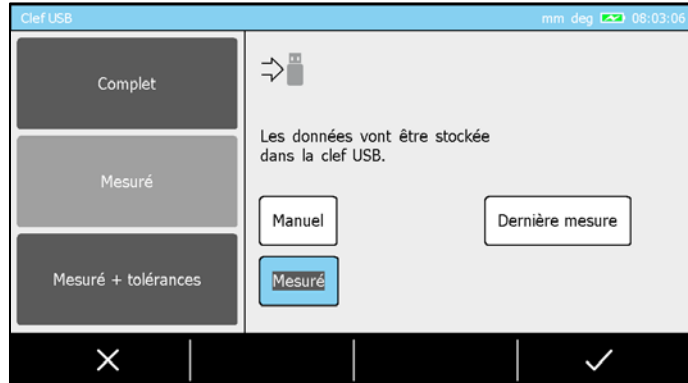 Clef USB
mm deg 08:03:06
Complet
Mesuré
Mesuré + tolérances
Les données vont être stockée
dans la clef USB.
Manuel
Dernière mesure
Mesuré